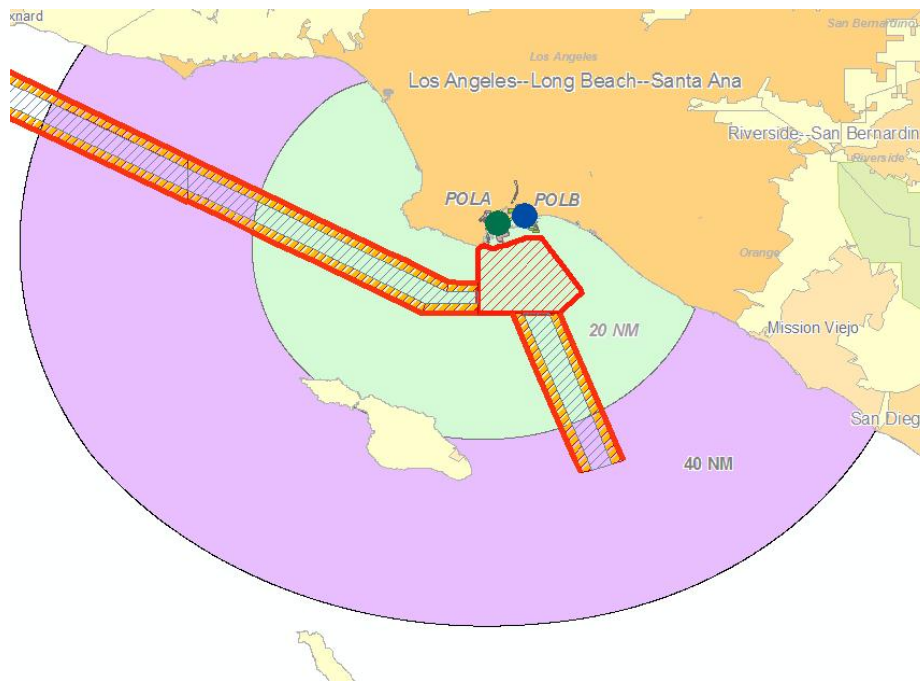 xnard
San Bernardino
Los Angeles
Los Angeles--Long Beach--Santa Ana
Riverside--San Bernardin
Riverside
POLA
POLB
Orange
20 NM
Mission Viejo
San Dieg
40 NM